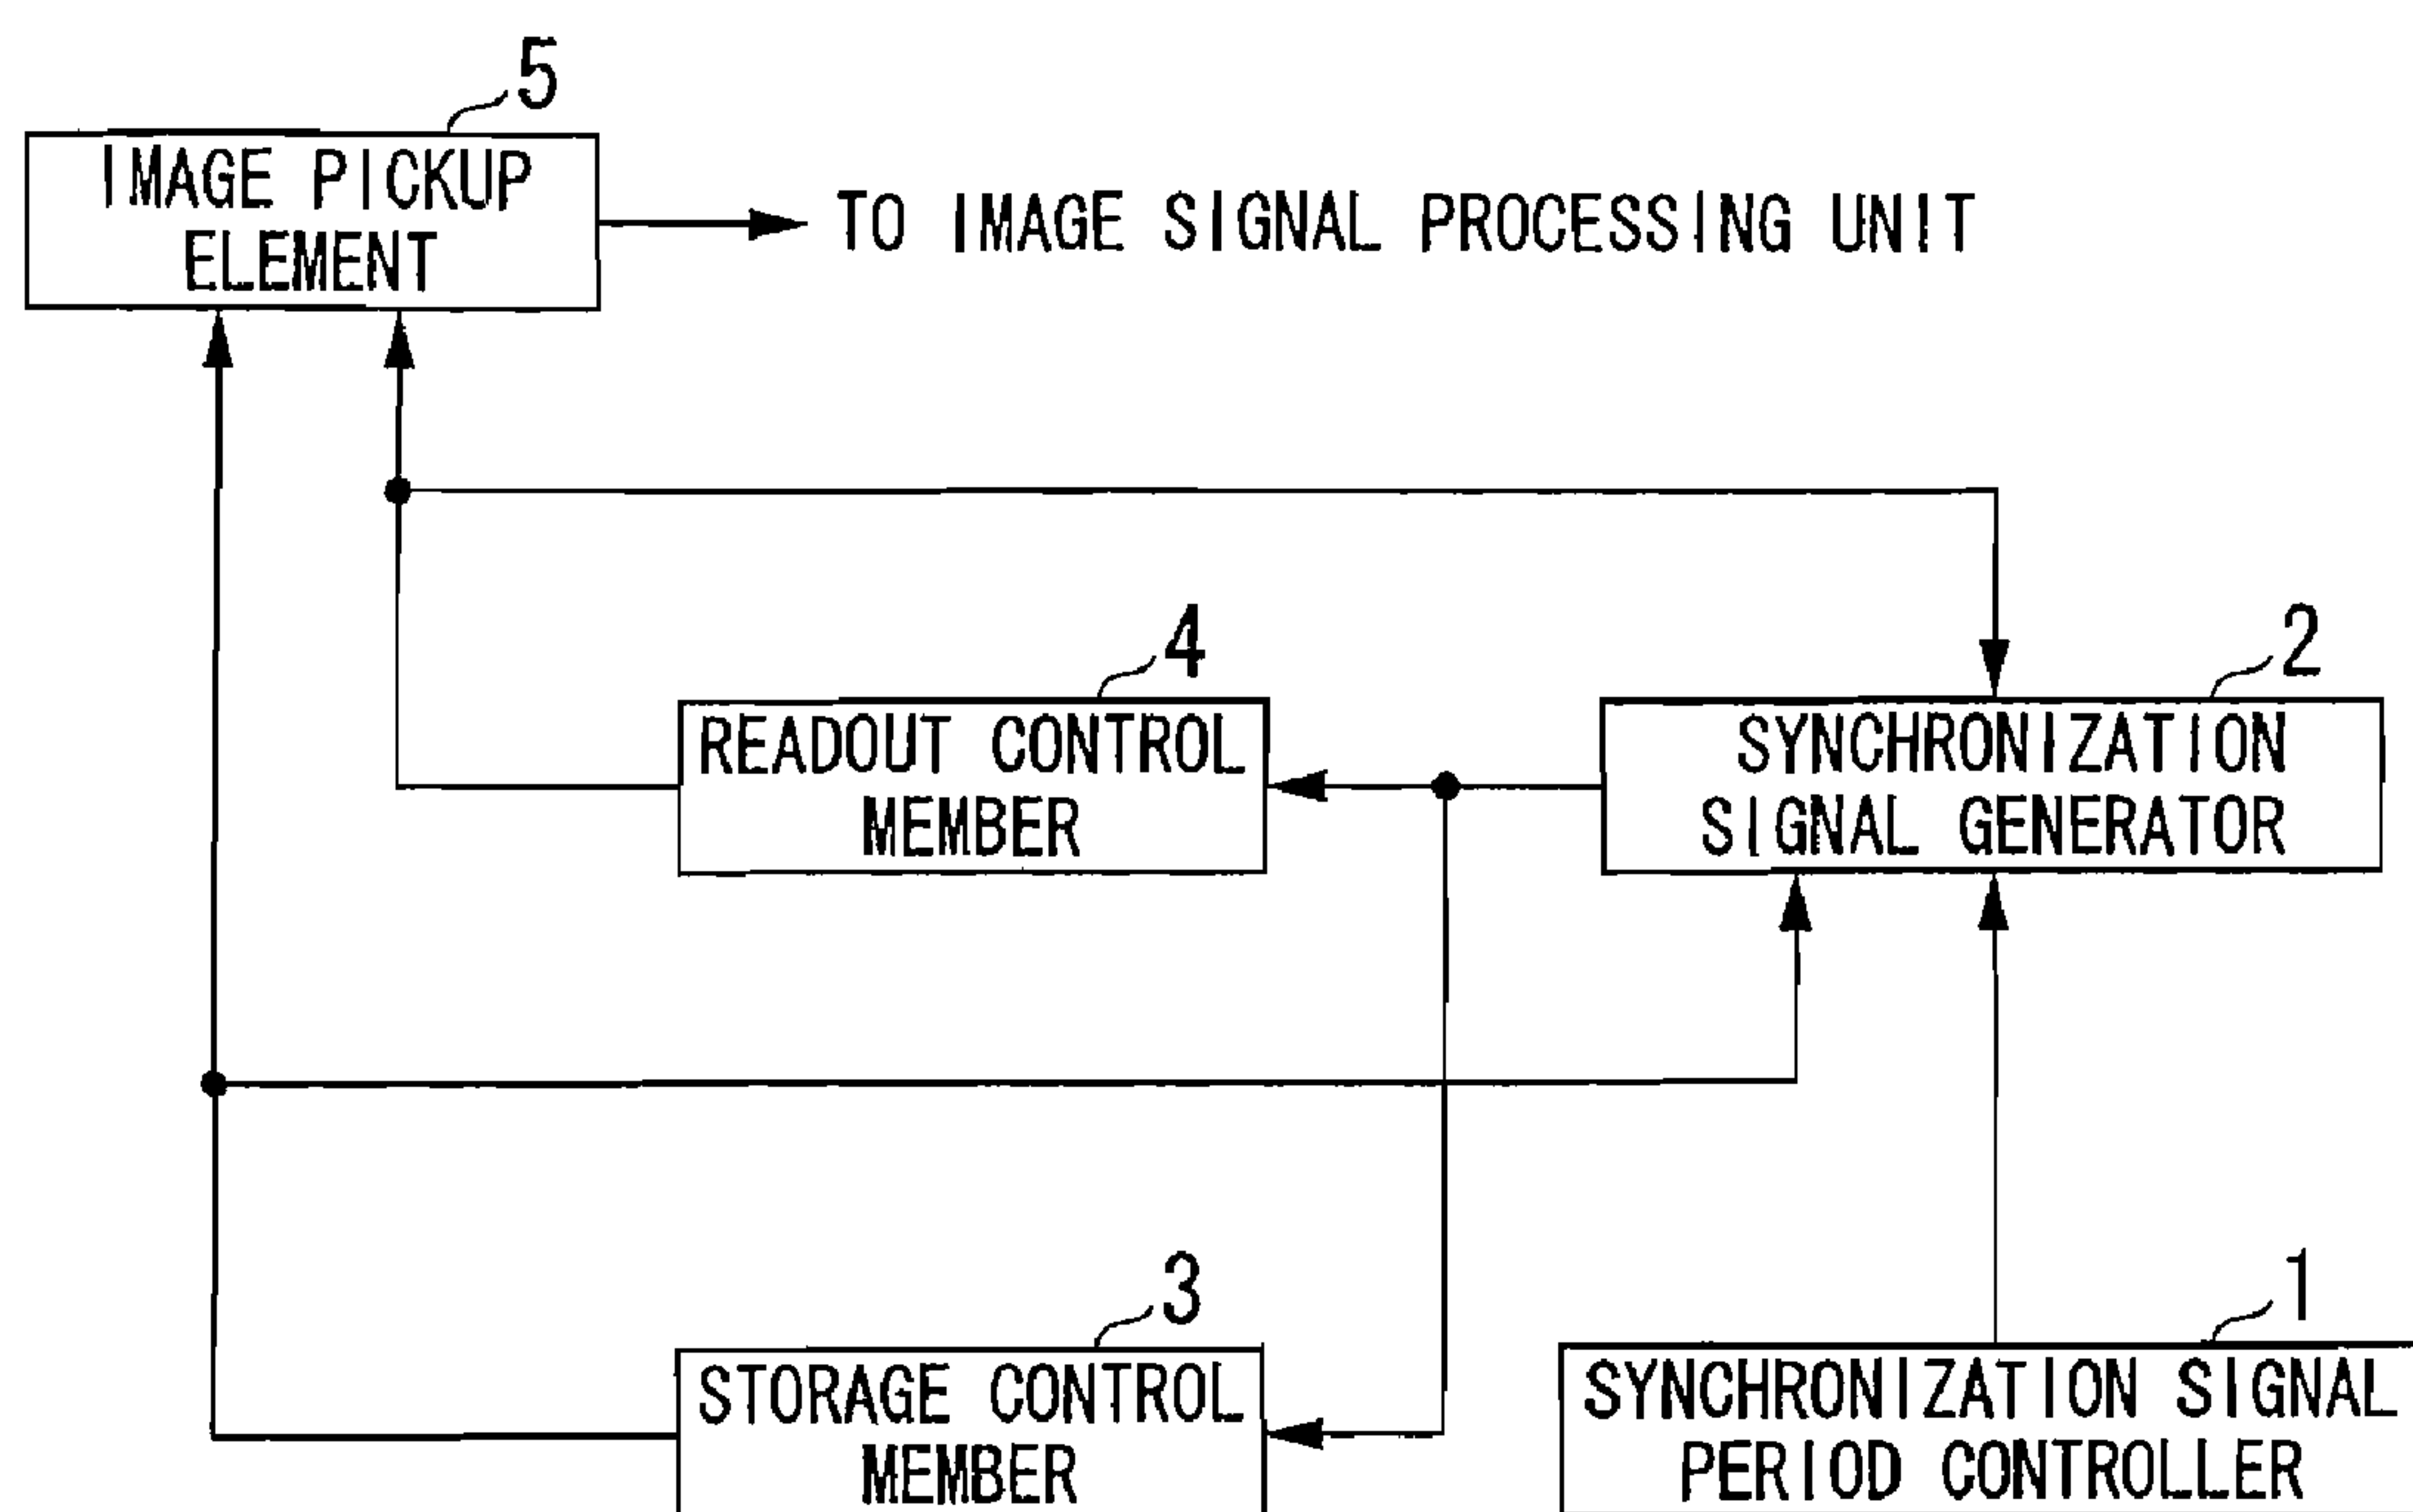 5
IMAGE PICKUP
ELEMENT
TO IMAGE SIGNAL PROCESSING UNIT
4
READOUT CONTROL
MEMBER
2
SYNCHRONIZATION
SIGNAL GENERATOR
3
STORAGE CONTROL
MEMBER
1
SYNCHRONIZATION SIGNAL
PERIOD CONTROLLER